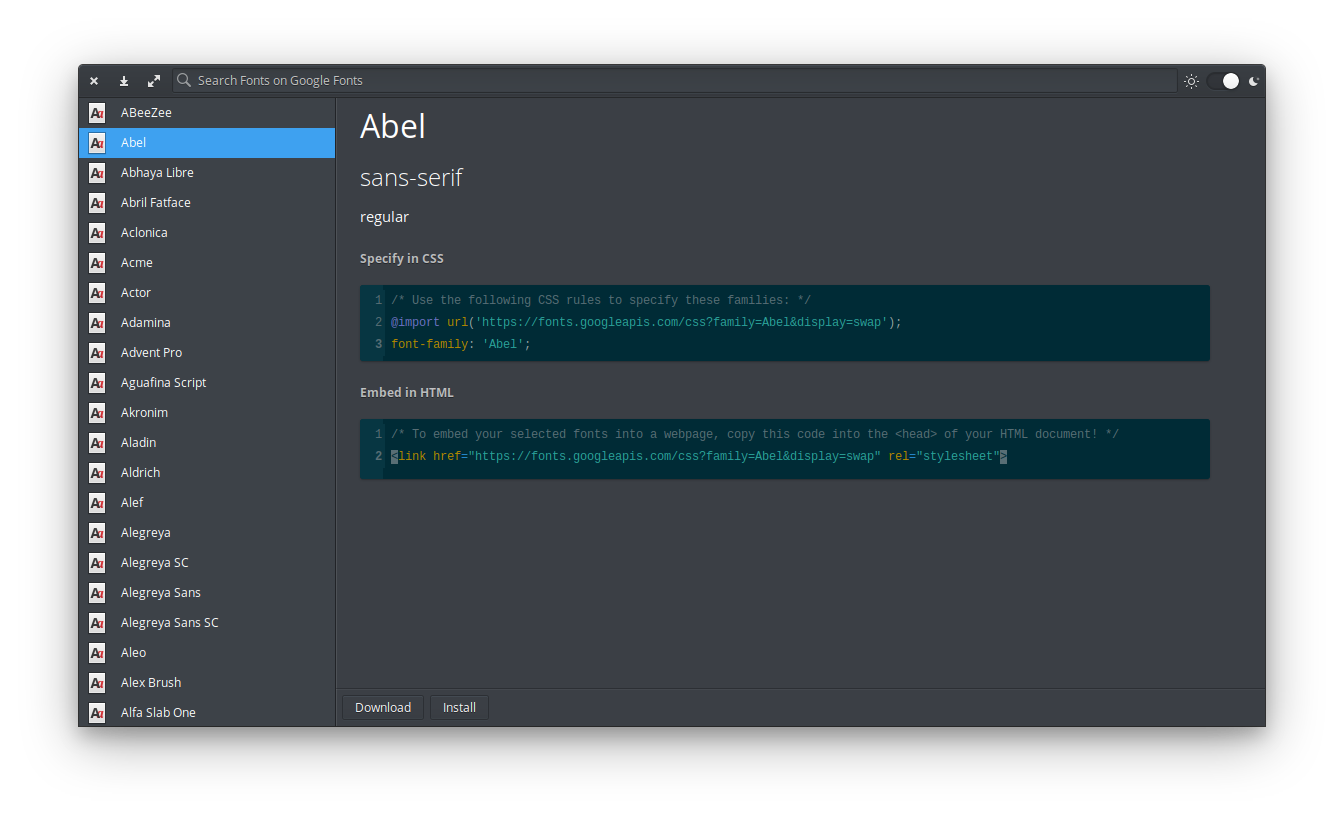 Search Fonts on Google Fonts
ABeeZee
Abel
Abhaya Libre
Abril Fatface
Aclonica
Acme
Actor
Adamina
Advent Pro
Aguafina Script
Akronim
Aladin
Aldrich
Alef
Alegreya
Alegreya SC
Alegreya Sans
Alegreya Sans SC
Aleo
Alex Brush
Alfa Slab One
Abel
sans-serif
regular
Specify in CSS
1 /* Use the following CSS rules to specify these families: */
2 @import url('https://fonts.googleapis.com/css?family=Abel&display=swap');
3 font-family: 'Abel';
Embed in HTML
1 /* To embed your selected fonts into a webpage, copy this code into the <head> of your HTML document! */
2 <link href="https://fonts.googleapis.com/css?family=Abel&display=swap" rel="stylesheet">
Download Install